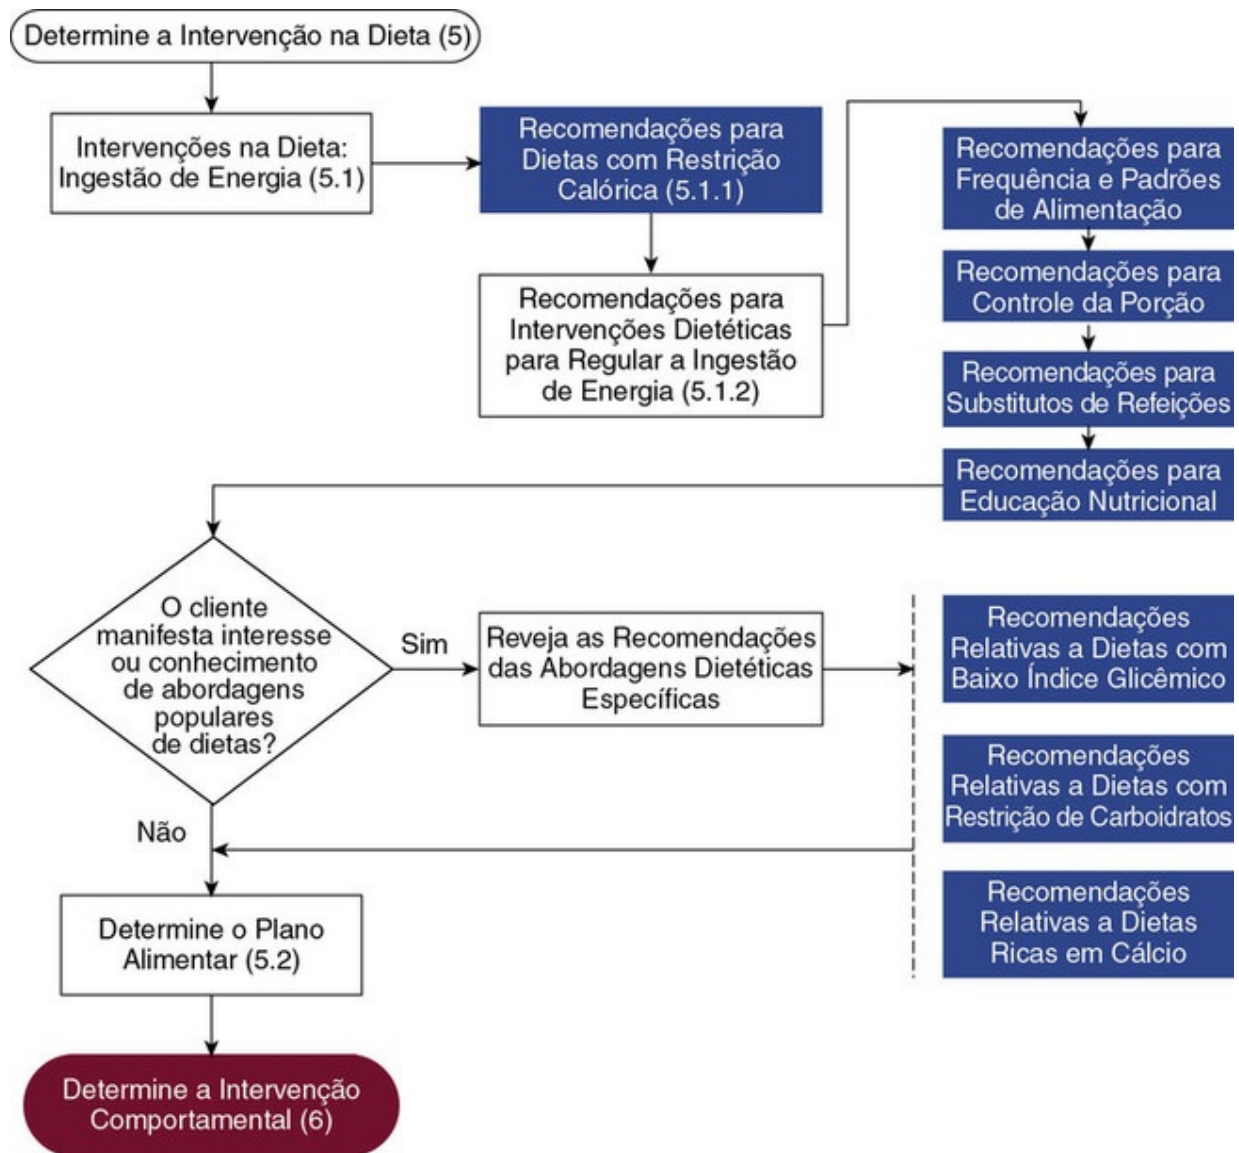 Determine a Intervenção na Dieta (5)
Intervenções na Dieta:
Ingestão de Energia (5.1)
Recomendações para
Dietas com Restrição
Calórica (5.1.1)
Recomendações para
Intervenções Dietéticas
para Regular a Ingestão
de Energia (5.1.2)
Recomendações para
Frequência e Padrões
de Alimentação
Recomendações para
Controle da Porção
Recomendações para
Substitutos de Refeições
Recomendações para
Educação Nutricional
O cliente
manifesta interesse
ou conhecimento
de abordagens
populares
de dietas?
Sim
Reveja as Recomendações
das Abordagens Dietéticas
Específicas
Recomendações
Relativas a Dietas com
Baixo Índice Glicêmico
Recomendações
Relativas a Dietas com
Restrição de Carboidratos
Recomendações
Relativas a Dietas
Ricas em Cálcio
Não
Determine o Plano
Alimentar (5.2)
Determine a Intervenção
Comportamental (6)